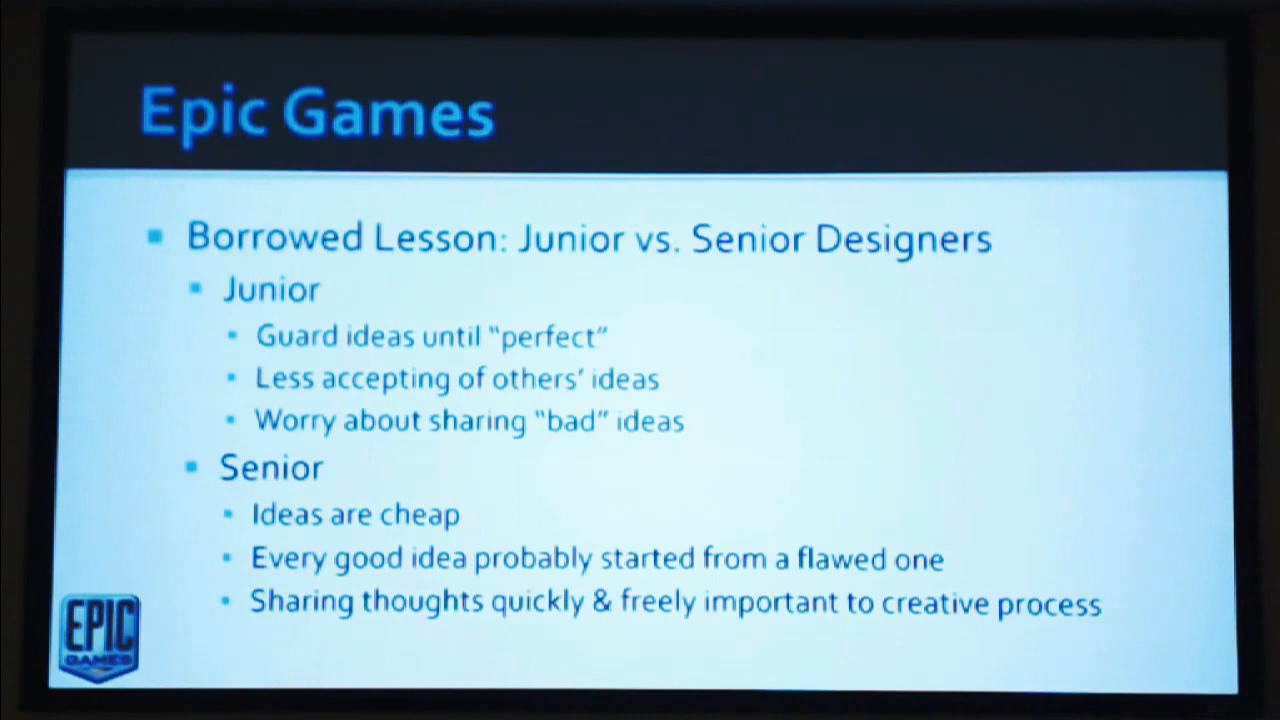 Epic Games
Borrowed Lesson: Junior vs. Senior Designers
Junior
Guard ideas until “perfect”
Less accepting of others’ ideas
Worry about sharing “bad” ideas
Senior
Ideas are cheap
Every good idea probably started from a flawed one
Sharing thoughts quickly & freely important to creative process
EPIC
GAMES